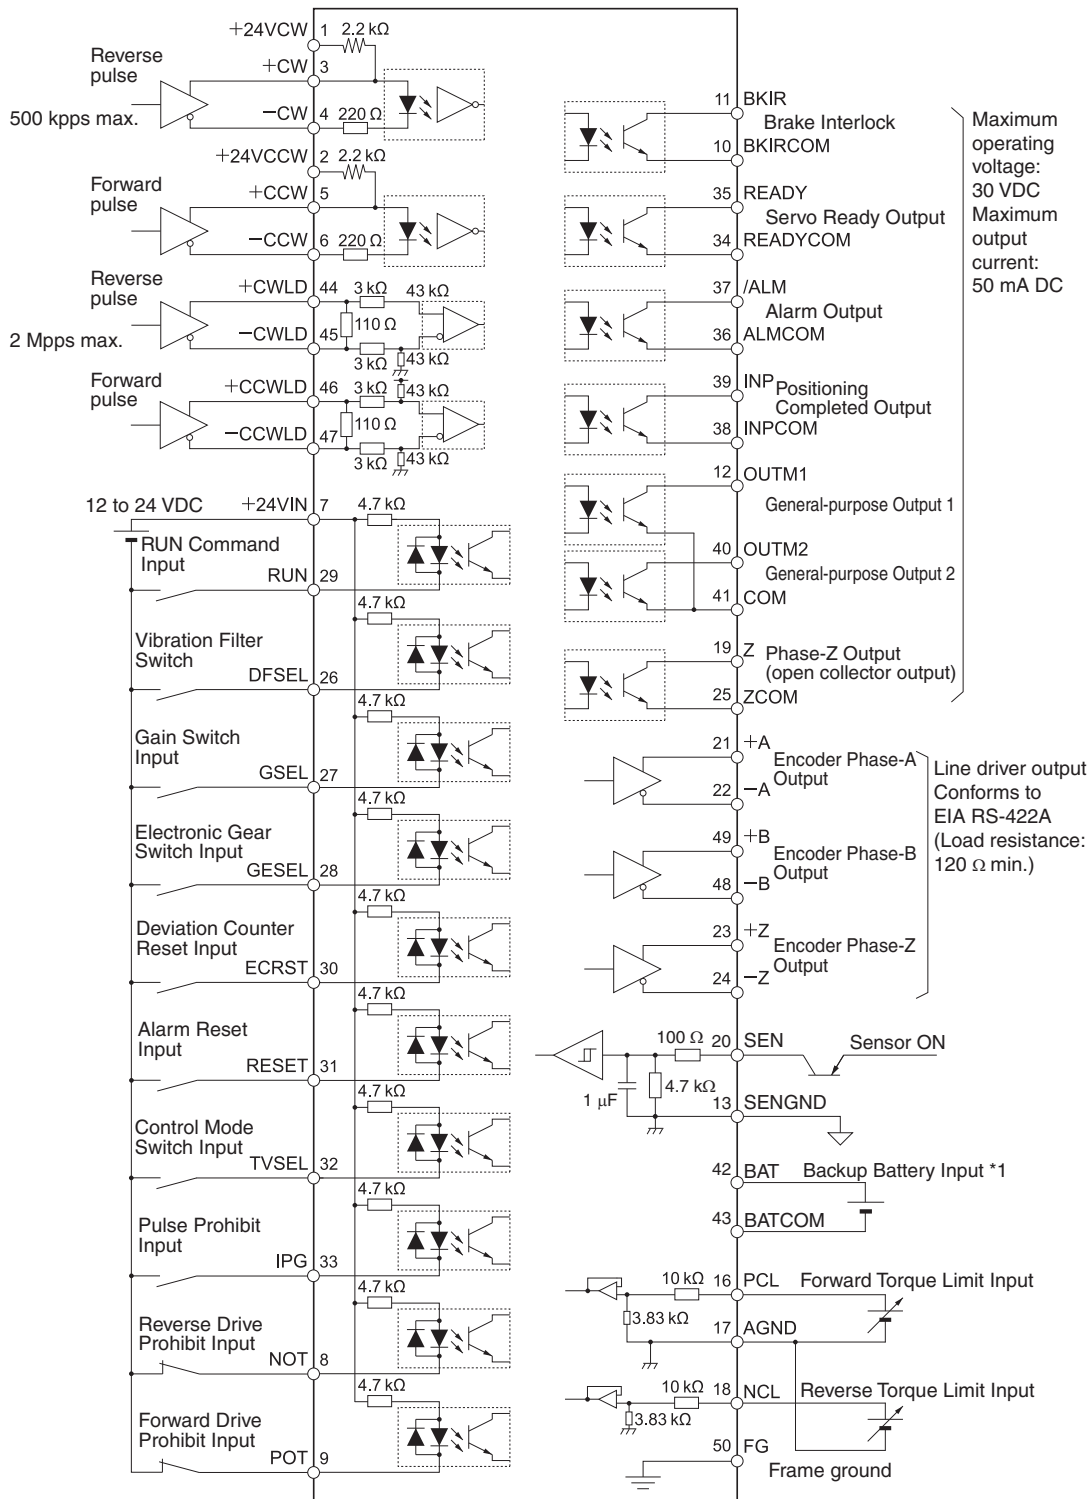 +24VCW 1 2.2 kΩ
Reverse
pulse
+CW 3
500 kpps max.
−CW 4 220 Ω
+24VCCW 2 2.2 kΩ
Forward
pulse
+CCW 5
−CCW 6 220 Ω
Reverse
pulse
+CWLD 44 3 kΩ 43 kΩ
110 Ω
2 Mpps max.
−CWLD 45
3 kΩ 43 kΩ
Forward
pulse
+CCWLD 46 3 kΩ 43 kΩ
110 Ω
−CCWLD 47
3 kΩ 43 kΩ
12 to 24 VDC
+24VIN 7 4.7 kΩ
RUN Command
Input
RUN 29
4.7 kΩ
Vibration Filter
Switch
DFSEL 26
4.7 kΩ
Gain Switch
Input
GSEL 27
4.7 kΩ
Electronic Gear
Switch Input
GESEL 28
4.7 kΩ
Deviation Counter
Reset Input
ECRST 30
4.7 kΩ
Alarm Reset
Input
RESET 31
4.7 kΩ
Control Mode
Switch Input
TVSEL 32
4.7 kΩ
Pulse Prohibit
Input
IPG 33
4.7 kΩ
Reverse Drive
Prohibit Input
NOT 8
4.7 kΩ
Forward Drive
Prohibit Input
POT 9
11 BKIR
Brake Interlock
10 BKIRCOM
35 READY
Servo Ready Output
34 READYCOM
37 /ALM
Alarm Output
36 ALMCOM
39 INP
Positioning
Completed Output
38 INPCOM
12 OUTM1
General-purpose Output 1
40 OUTM2
General-purpose Output 2
41 COM
19 Z
Phase-Z Output
(open collector output)
25 ZCOM
Maximum
operating
voltage:
30 VDC
Maximum
output
current:
50 mA DC
21 +A
Encoder Phase-A
Output
22 −A
49 +B
Encoder Phase-B
Output
48 −B
23 +Z
Encoder Phase-Z
Output
24 −Z
Line driver output
Conforms to
EIA RS-422A
(Load resistance:
120 Ω min.)
100 Ω 20 SEN
Sensor ON
4.7 kΩ
1 μF
13 SENGND
42 BAT
Backup Battery Input *1
43 BATCOM
10 kΩ 16 PCL
Forward Torque Limit Input
3.83 kΩ
17 AGND
10 kΩ 18 NCL
Reverse Torque Limit Input
3.83 kΩ
50 FG
Frame ground